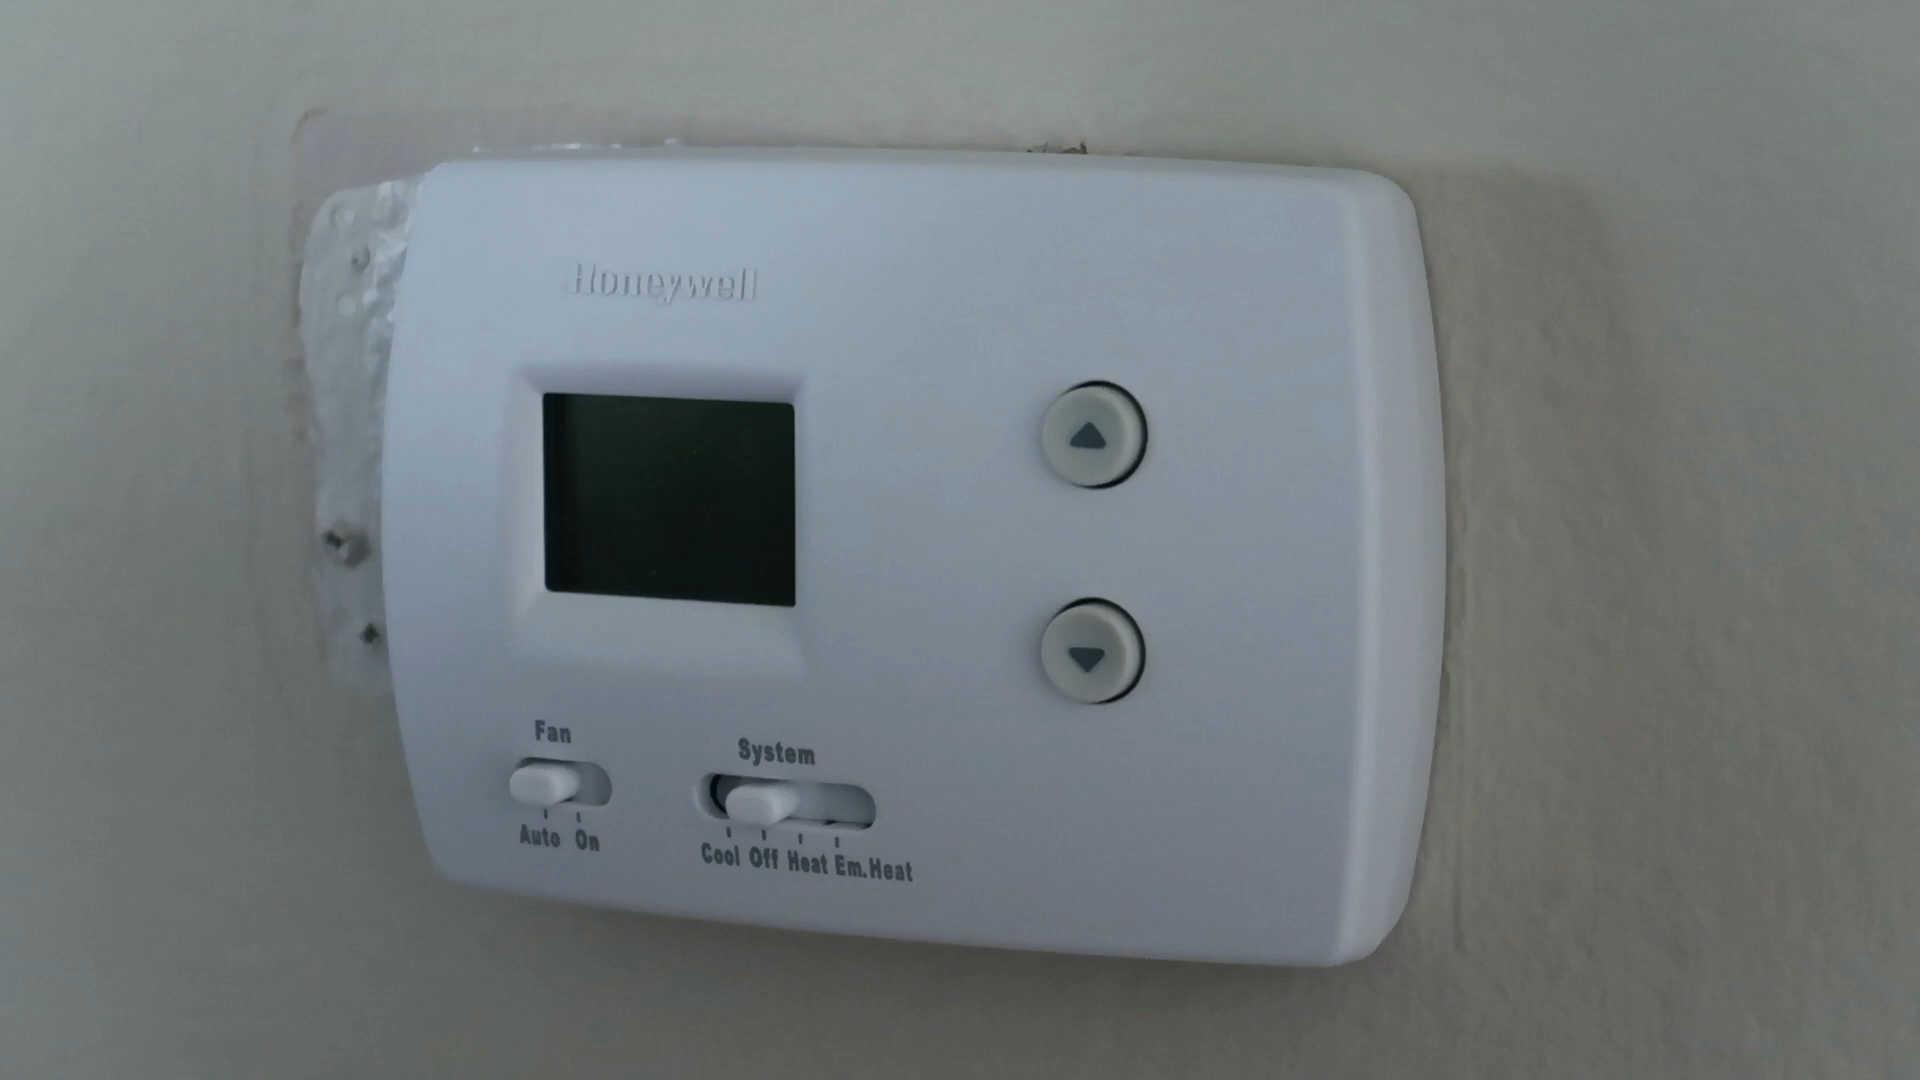 Honeywell
Fan
System
Auto On
Cool Off Heat Em.Heat